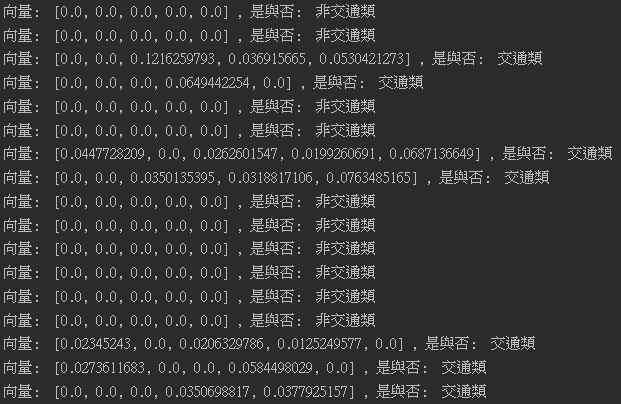 向量: [0.0, 0.0, 0.0, 0.0, 0.0] , 是與否: 非交通類
向量: [0.0, 0.0, 0.0, 0.0, 0.0] , 是與否: 非交通類
向量: [0.0, 0.0, 0.1216259793, 0.036915665, 0.0530421273] , 是與否: 交通類
向量: [0.0, 0.0, 0.0, 0.0649442254, 0.0] , 是與否: 交通類
向量: [0.0, 0.0, 0.0, 0.0, 0.0] , 是與否: 非交通類
向量: [0.0, 0.0, 0.0, 0.0, 0.0] , 是與否: 非交通類
向量: [0.0447728209, 0.0, 0.0262601547, 0.0199260691, 0.0687136649] , 是與否: 交通類
向量: [0.0, 0.0, 0.0350135395, 0.0318817106, 0.0763485165] , 是與否: 交通類
向量: [0.0, 0.0, 0.0, 0.0, 0.0] , 是與否: 非交通類
向量: [0.0, 0.0, 0.0, 0.0, 0.0] , 是與否: 非交通類
向量: [0.0, 0.0, 0.0, 0.0, 0.0] , 是與否: 非交通類
向量: [0.0, 0.0, 0.0, 0.0, 0.0] , 是與否: 非交通類
向量: [0.0, 0.0, 0.0, 0.0, 0.0] , 是與否: 非交通類
向量: [0.0, 0.0, 0.0, 0.0, 0.0] , 是與否: 非交通類
向量: [0.02345243, 0.0, 0.0206329786, 0.0125249577, 0.0] , 是與否: 交通類
向量: [0.0273611683, 0.0, 0.0, 0.0584498029, 0.0] , 是與否: 交通類
向量: [0.0, 0.0, 0.0, 0.0350698817, 0.0377925157] , 是與否: 交通類